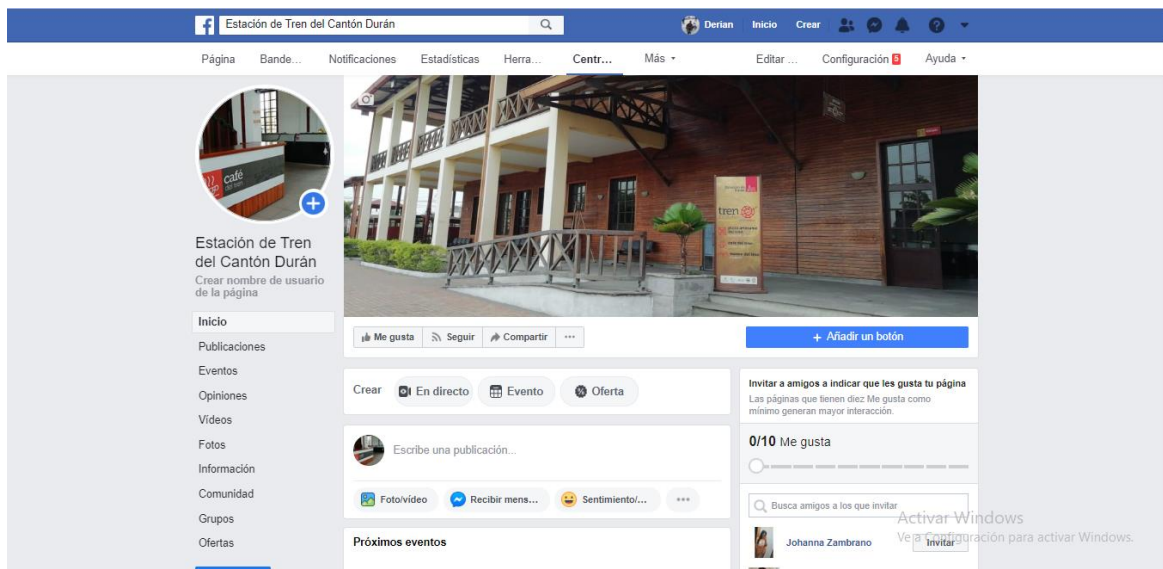 Estación de Tren del Cantón Durán
Derian Inicio Crear
Página Bande... Notificaciones Estadísticas Herra... Centr... Más Editar ... Configuración 5 Ayuda
café
del tren
tren
Estación de Tren
del Cantón Durán
Crear nombre de usuario
de la página
Inicio
Publicaciones
Eventos
Opiniones
Vídeos
Fotos
Información
Comunidad
Grupos
Ofertas
Me gusta Seguir Compartir ...
+ Añadir un botón
Crear En directo Evento Oferta
Escribe una publicación...
Foto/vídeo Recibir mens... Sentimiento/... ...
Próximos eventos
Invitar a amigos a indicar que les gusta tu página
Las páginas que tienen diez Me gusta como
mínimo generan mayor interacción.
0/10 Me gusta
Busca amigos a los que invitar
Johanna Zambrano Invitar
Activar Windows
Ve a Configuración para activar Windows.